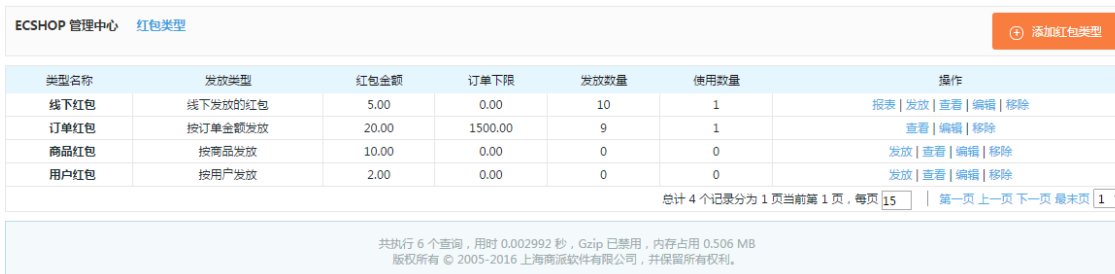 ECSHOP 管理中心 红包类型 添加红包类型
类型名称 发放类型 红包金额 订单下限 发放数量 使用数量 操作
线下红包 线下发放的红包 5.00 0.00 10 1 报表 | 发放 | 查看 | 编辑 | 移除
订单红包 按订单金额发放 20.00 1500.00 9 1 查看 | 编辑 | 移除
商品红包 按商品发放 10.00 0.00 0 0 发放 | 查看 | 编辑 | 移除
用户红包 按用户发放 2.00 0.00 0 0 发放 | 查看 | 编辑 | 移除
总计 4 个记录分为 1 页当前第 1 页，每页 15 | 第一页 上一页 下一页 最末页 1
共执行 6 个查询，用时 0.002992 秒，Gzip 已禁用，内存占用 0.506 MB
版权所有 © 2005-2016 上海商派软件有限公司，并保留所有权利。